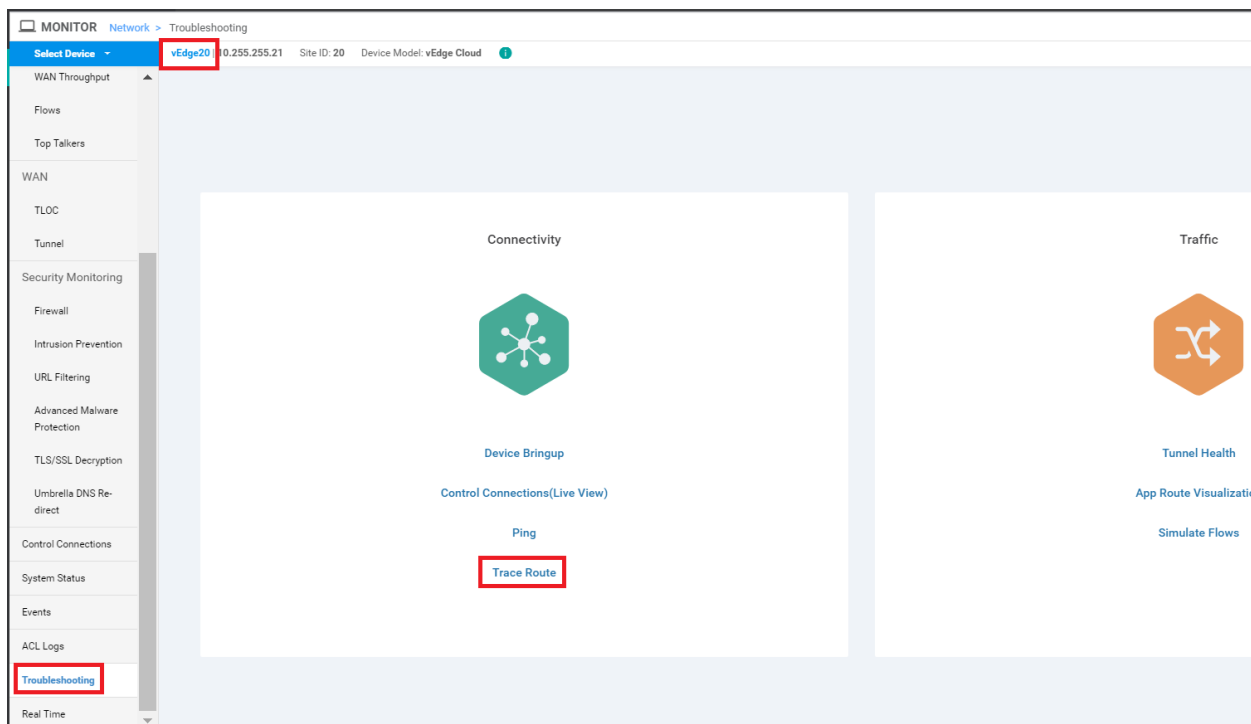 MONITOR Network > Troubleshooting
Select Device vEdge20 | 10.255.255.21 Site ID: 20 Device Model: vEdge Cloud i
WAN Throughput
Flows
Top Talkers
WAN
TLOC
Tunnel
Security Monitoring
Firewall
Intrusion Prevention
URL Filtering
Advanced Malware
Protection
TLS/SSL Decryption
Umbrella DNS Re-
direct
Control Connections
System Status
Events
ACL Logs
Troubleshooting
Real Time
Connectivity
Device Bringup
Control Connections(Live View)
Ping
Trace Route
Traffic
Tunnel Health
App Route Visualizatio
Simulate Flows